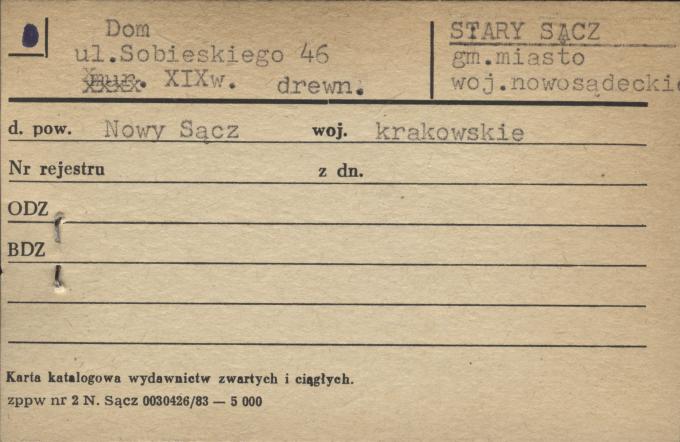 Dom
ul.Sobieskiego 46
mur. XIXw. drewn.
STARY SĄCZ
gm.miasto
woj.nowosądeckie
d. pow. Nowy Sącz woj. krakowskie
Nr rejestru z dn.
ODZ
BDZ
Karta katalogowa wydawnictw zwartych i ciągłych.
zppw nr 2 N. Sącz 0030426/83 — 5 000